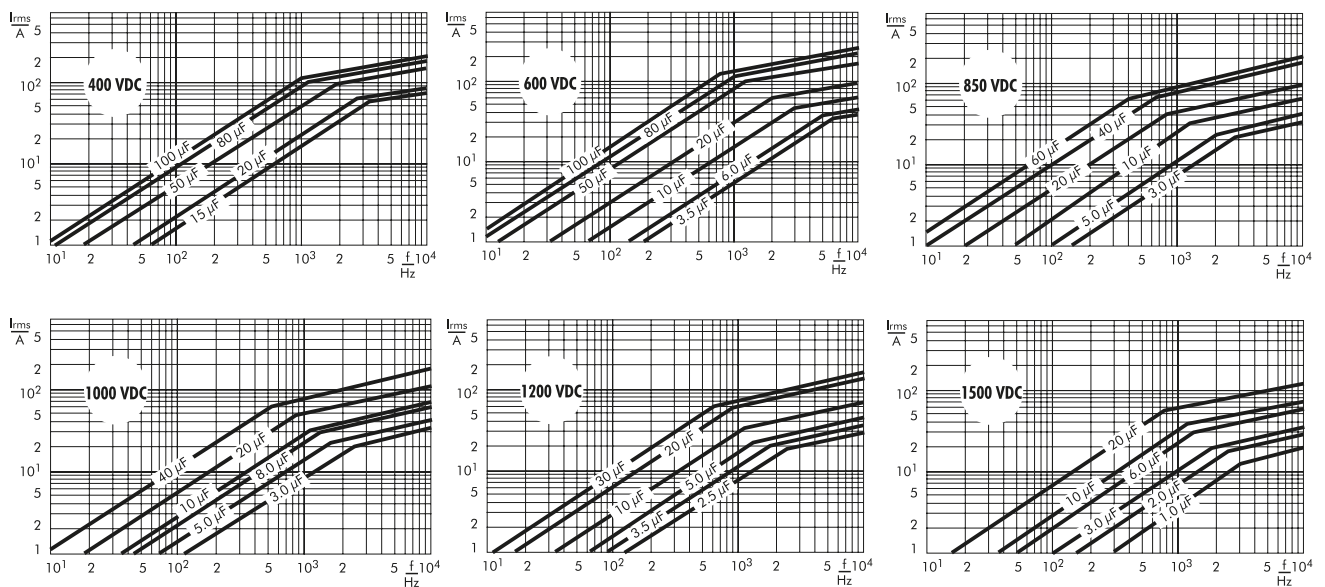 Irms
A
5
2
10²
5
2
10¹
5
2
1
400 VDC
100 µF
80 µF
50 µF
20 µF
15 µF
10¹ 2 5 10² 2 5 10³ 2 5 f/Hz 10⁴
Irms
A
5
2
10²
5
2
10¹
5
2
1
600 VDC
100 µF
80 µF
50 µF
20 µF
10 µF
6.0 µF
3.5 µF
10¹ 2 5 10² 2 5 10³ 2 5 f/Hz 10⁴
Irms
A
5
2
10²
5
2
10¹
5
2
1
850 VDC
60 µF
40 µF
20 µF
10 µF
5.0 µF
3.0 µF
10¹ 2 5 10² 2 5 10³ 2 5 f/Hz 10⁴
Irms
A
5
2
10²
5
2
10¹
5
2
1
1000 VDC
40 µF
20 µF
10 µF
8.0 µF
5.0 µF
3.0 µF
10¹ 2 5 10² 2 5 10³ 2 5 f/Hz 10⁴
Irms
A
5
2
10²
5
2
10¹
5
2
1
1200 VDC
30 µF
20 µF
10 µF
5.0 µF
3.5 µF
2.5 µF
10¹ 2 5 10² 2 5 10³ 2 5 f/Hz 10⁴
Irms
A
5
2
10²
5
2
10¹
5
2
1
1500 VDC
20 µF
10 µF
6.0 µF
3.0 µF
2.0 µF
1.0 µF
10¹ 2 5 10² 2 5 10³ 2 5 f/Hz 10⁴